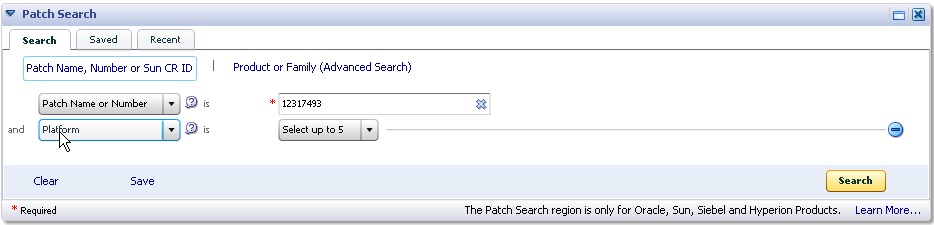 Patch Search
Search Saved Recent
Patch Name, Number or Sun CR ID | Product or Family (Advanced Search)
Patch Name or Number is * 12317493
and Platform is Select up to 5
Clear Save Search
* Required The Patch Search region is only for Oracle, Sun, Siebel and Hyperion Products. Learn More...